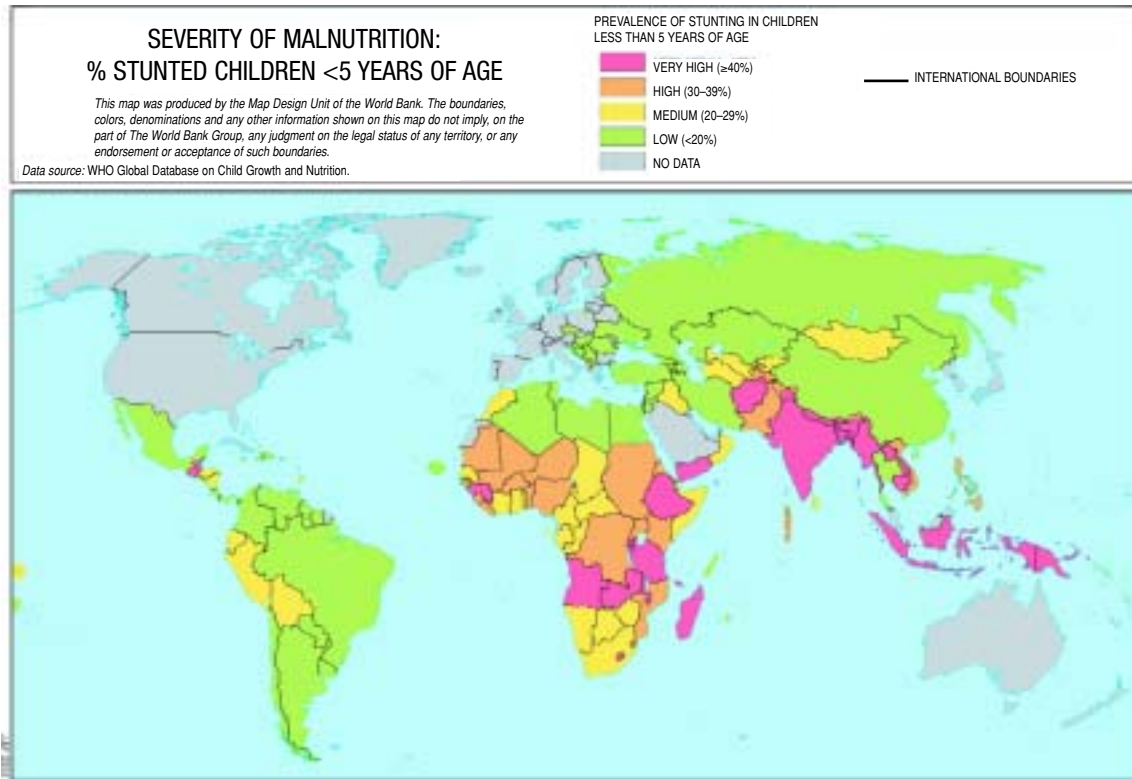 SEVERITY OF MALNUTRITION:
% STUNTED CHILDREN <5 YEARS OF AGE
This map was produced by the Map Design Unit of the World Bank. The boundaries,
colors, denominations and any other information shown on this map do not imply, on the
part of The World Bank Group, any judgment on the legal status of any territory, or any
endorsement or acceptance of such boundaries.
Data source: WHO Global Database on Child Growth and Nutrition.
PREVALENCE OF STUNTING IN CHILDREN
LESS THAN 5 YEARS OF AGE
VERY HIGH (≥40%)
HIGH (30–39%)
MEDIUM (20–29%)
LOW (<20%)
NO DATA
INTERNATIONAL BOUNDARIES